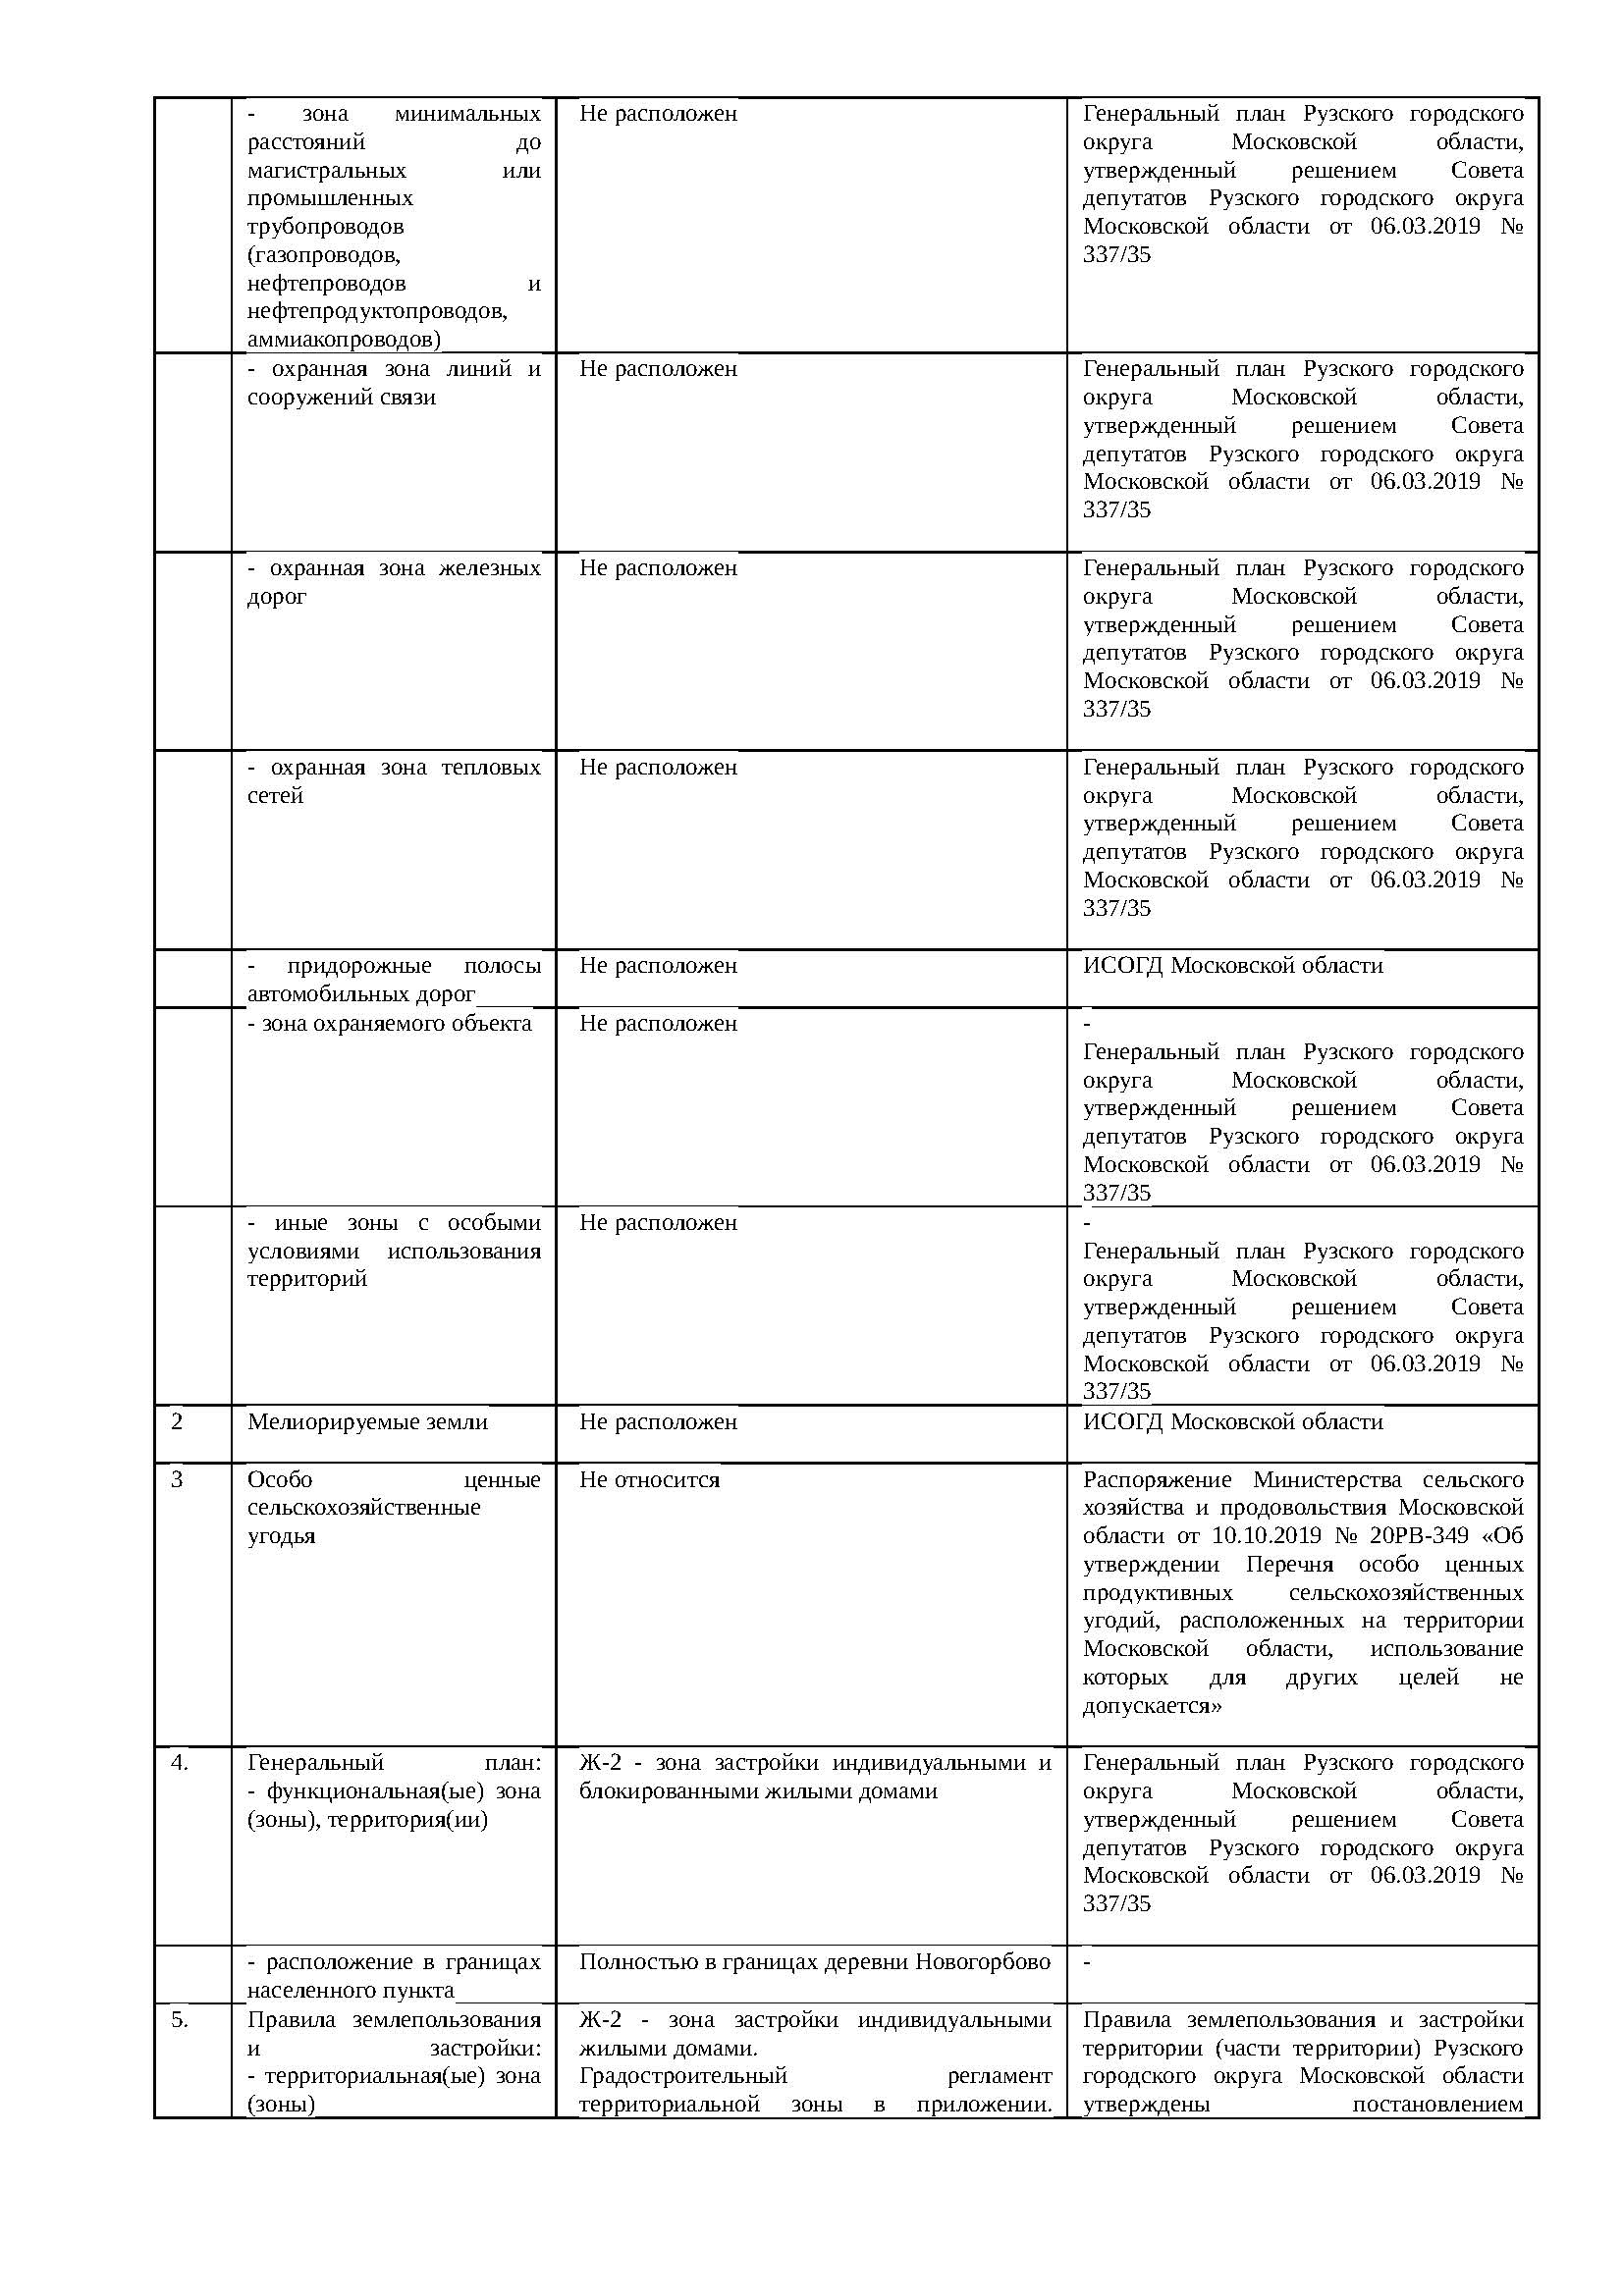 - зона минимальных
расстояний до
магистральных или
промышленных
трубопроводов
(газопроводов,
нефтепроводов и
нефтепродуктопроводов,
аммиакопроводов)
Не расположен
Генеральный план Рузского городского
округа Московской области,
утвержденный решением Совета
депутатов Рузского городского округа
Московской области от 06.03.2019 №
337/35
- охранная зона линий и
сооружений связи
Не расположен
Генеральный план Рузского городского
округа Московской области,
утвержденный решением Совета
депутатов Рузского городского округа
Московской области от 06.03.2019 №
337/35
- охранная зона железных
дорог
Не расположен
Генеральный план Рузского городского
округа Московской области,
утвержденный решением Совета
депутатов Рузского городского округа
Московской области от 06.03.2019 №
337/35
- охранная зона тепловых
сетей
Не расположен
Генеральный план Рузского городского
округа Московской области,
утвержденный решением Совета
депутатов Рузского городского округа
Московской области от 06.03.2019 №
337/35
- придорожные полосы
автомобильных дорог
Не расположен
ИСОГД Московской области
- зона охраняемого объекта
Не расположен
-
Генеральный план Рузского городского
округа Московской области,
утвержденный решением Совета
депутатов Рузского городского округа
Московской области от 06.03.2019 №
337/35
- иные зоны с особыми
условиями использования
территорий
Не расположен
-
Генеральный план Рузского городского
округа Московской области,
утвержденный решением Совета
депутатов Рузского городского округа
Московской области от 06.03.2019 №
337/35
2
Мелиорируемые земли
Не расположен
ИСОГД Московской области
3
Особо ценные
сельскохозяйственные
угодья
Не относится
Распоряжение Министерства сельского
хозяйства и продовольствия Московской
области от 10.10.2019 № 20РВ-349 «Об
утверждении Перечня особо ценных
продуктивных сельскохозяйственных
угодий, расположенных на территории
Московской области, использование
которых для других целей не
допускается»
4.
Генеральный план:
- функциональная(ые) зона
(зоны), территория(ии)
Ж-2 - зона застройки индивидуальными и
блокированными жилыми домами
Генеральный план Рузского городского
округа Московской области,
утвержденный решением Совета
депутатов Рузского городского округа
Московской области от 06.03.2019 №
337/35
- расположение в границах
населенного пункта
Полностью в границах деревни Новогорбово
-
5.
Правила землепользования
и застройки:
- территориальная(ые) зона
(зоны)
Ж-2 - зона застройки индивидуальными
жилыми домами.
Градостроительный регламент
территориальной зоны в приложении.
Правила землепользования и застройки
территории (части территории) Рузского
городского округа Московской области
утверждены постановлением